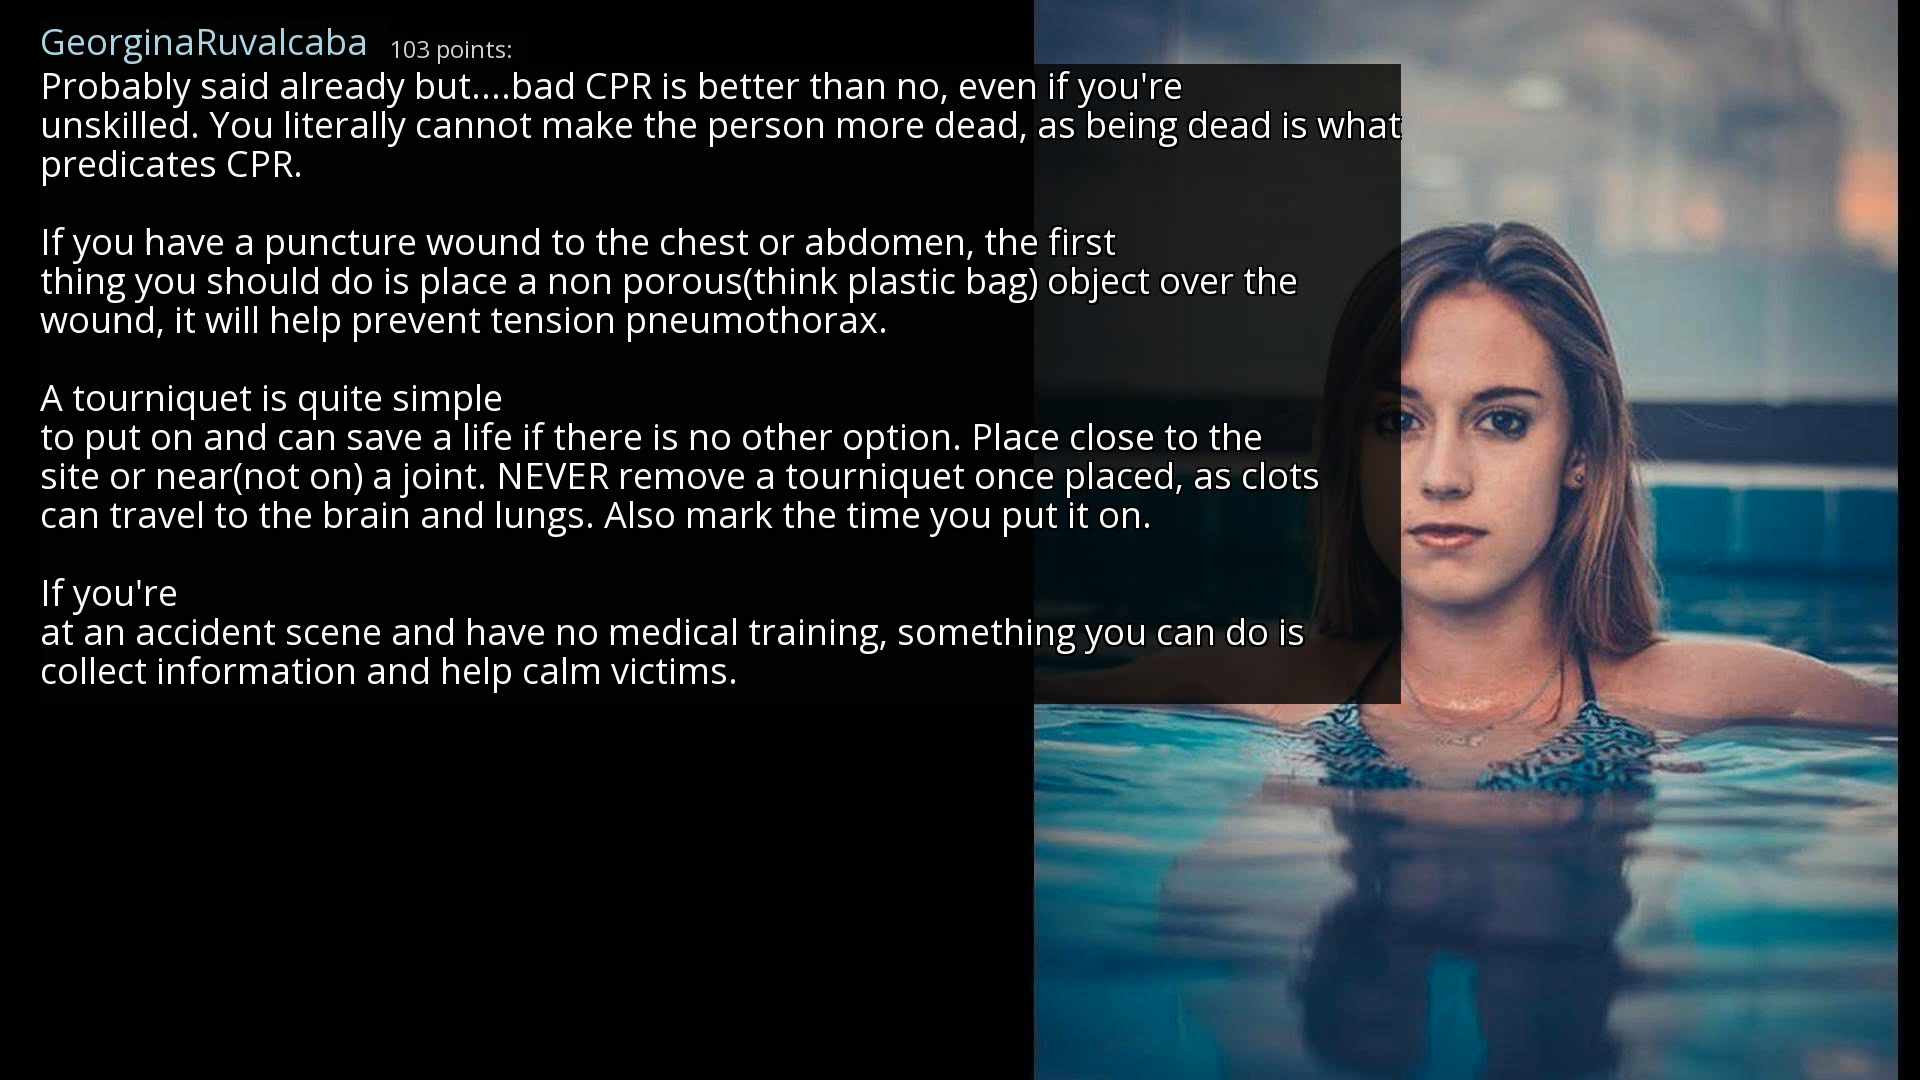 GeorginaRuvalcaba 103 points:
Probably said already but....bad CPR is better than no, even if you're
unskilled. You literally cannot make the person more dead, as being dead is what
predicates CPR.
If you have a puncture wound to the chest or abdomen, the first
thing you should do is place a non porous(think plastic bag) object over the
wound, it will help prevent tension pneumothorax.
A tourniquet is quite simple
to put on and can save a life if there is no other option. Place close to the
site or near(not on) a joint. NEVER remove a tourniquet once placed, as clots
can travel to the brain and lungs. Also mark the time you put it on.
If you're
at an accident scene and have no medical training, something you can do is
collect information and help calm victims.